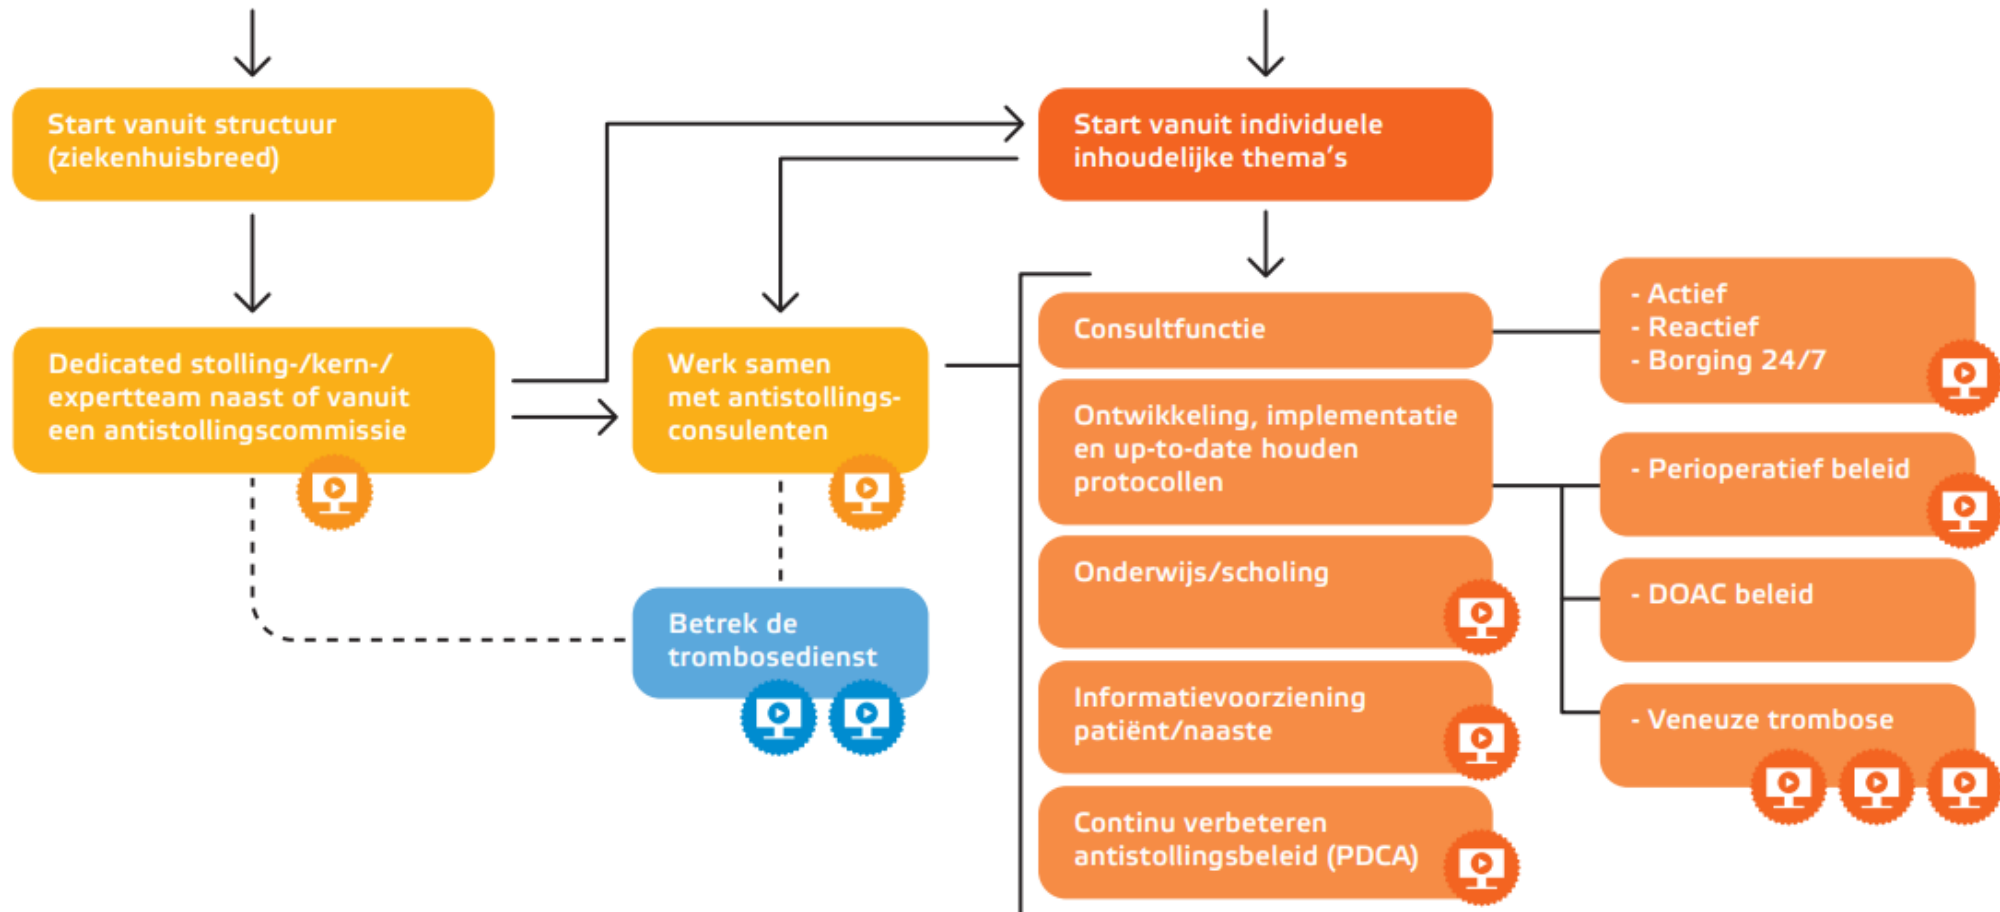 Start vanuit structuur
(ziekenhuisbreed)
Start vanuit individuele
inhoudelijke thema's
Dedicated stolling-/kern-/
expertteam naast of vanuit
een antistollingscommissie
Werk samen
met antistollings-
consulenten
Betrek de
trombosedienst
Consultfunctie
- Actief
- Reactief
- Borging 24/7
Ontwikkeling, implementatie
en up-to-date houden
protocollen
- Perioperatief beleid
- DOAC beleid
- Veneuze trombose
Onderwijs/scholing
Informatievoorziening
patiënt/naaste
Continu verbeteren
antistollingsbeleid (PDCA)